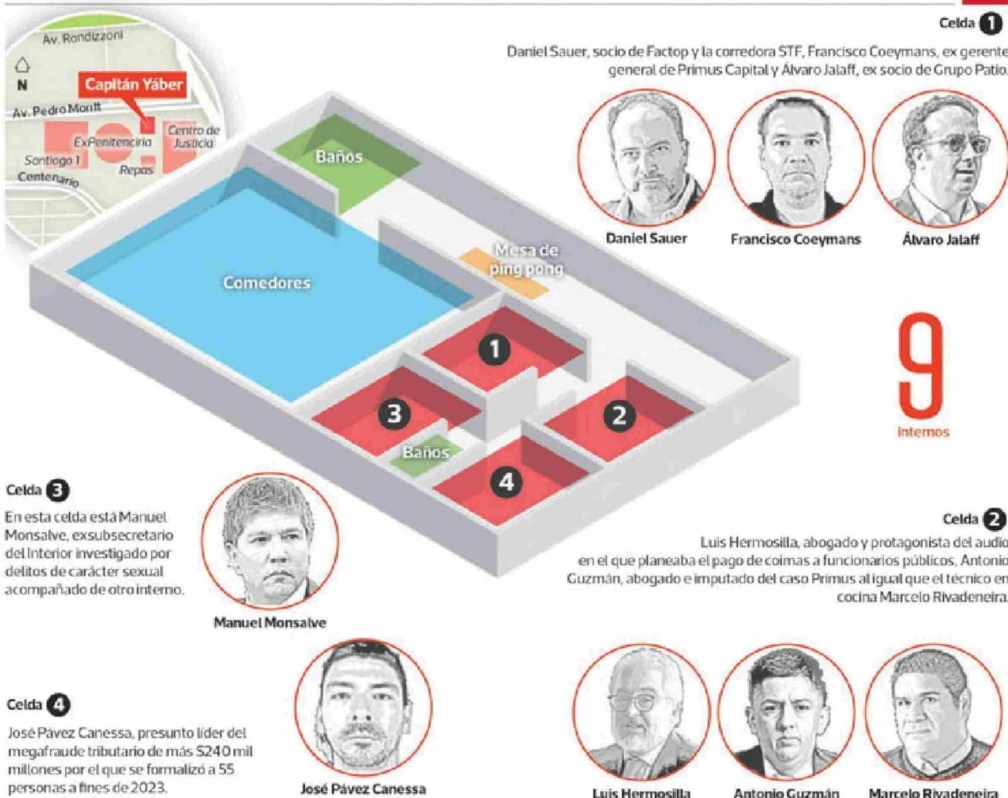 Av. Rondizzoni
N
Capitán Yáber
Av. Pedro Montt
ExPenitenciria
Centro de
Justicia
Santiago 1
Repas
Centenario
Baños
Comedores
Mesa de
ping pong
1
3
2
Baños
4
Celda 1
Daniel Sauer, socio de Factop y la corredora STF, Francisco Coeymans, ex gerente
general de Primus Capital y Álvaro Jalaff, ex socio de Grupo Patio.
Daniel Sauer
Francisco Coeymans
Álvaro Jalaff
9
Internos
Celda 3
En esta celda está Manuel
Monsalve, exsubsecretario
del Interior investigado por
delitos de carácter sexual
acompañado de otro interno.
Manuel Monsalve
Celda 2
Luis Hermosilla, abogado y protagonista del audio
en el que planeaba el pago de coimas a funcionarios públicos, Antonio
Guzmán, abogado e imputado del caso Primus al igual que el técnico en
cocina Marcelo Rivadeneira.
Celda 4
José Pávez Canessa, presunto líder del
megafraude tributario de más $240 mil
millones por el que se formalizó a 55
personas a fines de 2023.
José Pávez Canessa
Luis Hermosilla
Antonio Guzmán
Marcelo Rivadeneira